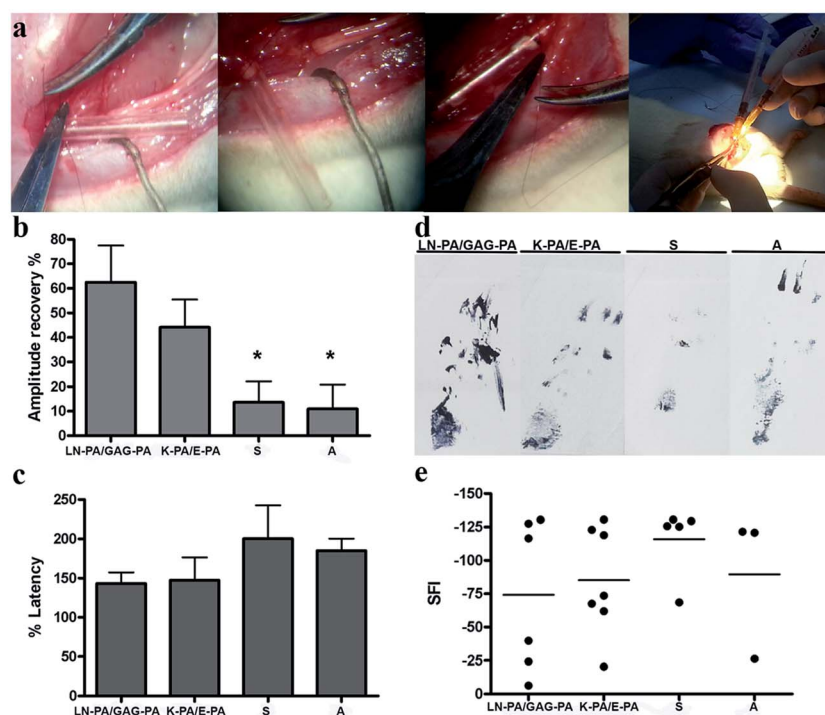 a
b
Amplitude recovery %
80
70
60
50
40
30
20
10
0
* *
LN-PA/GAG-PA K-PA/E-PA S A
c
% Latency
250
200
150
100
50
0
LN-PA/GAG-PA K-PA/E-PA S A
d
LN-PA/GAG-PA K-PA/E-PA S A
e
SFI
-150
-125
-100
-75
-50
-25
0
LN-PA/GAG-PA K-PA/E-PA S A